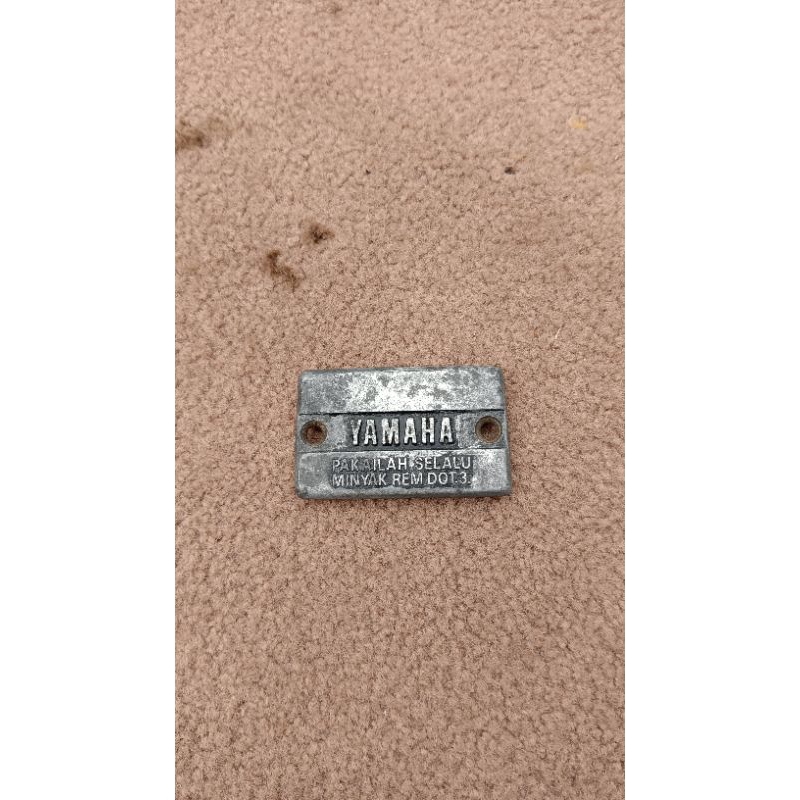 YAMAHA
PAKAILAH SELALU
MINYAK REM DOT.3.